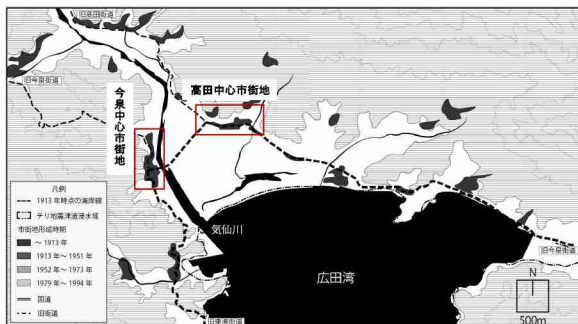 旧高田街道
旧今泉街道
今泉中心市街地
高田中心市街地
凡例
1913年時点の海岸線
チリ地震津波浸水域
市街地形成時期
～1913年
1913年～1951年
1952年～1973年
1979年～1994年
国道
旧街道
気仙川
広田湾
旧今泉街道
N
500m